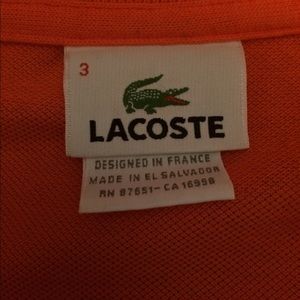 3
LACOSTE
DESIGNED IN FRANCE
MADE IN EL SALVADOR
RN 87651-CA 16998